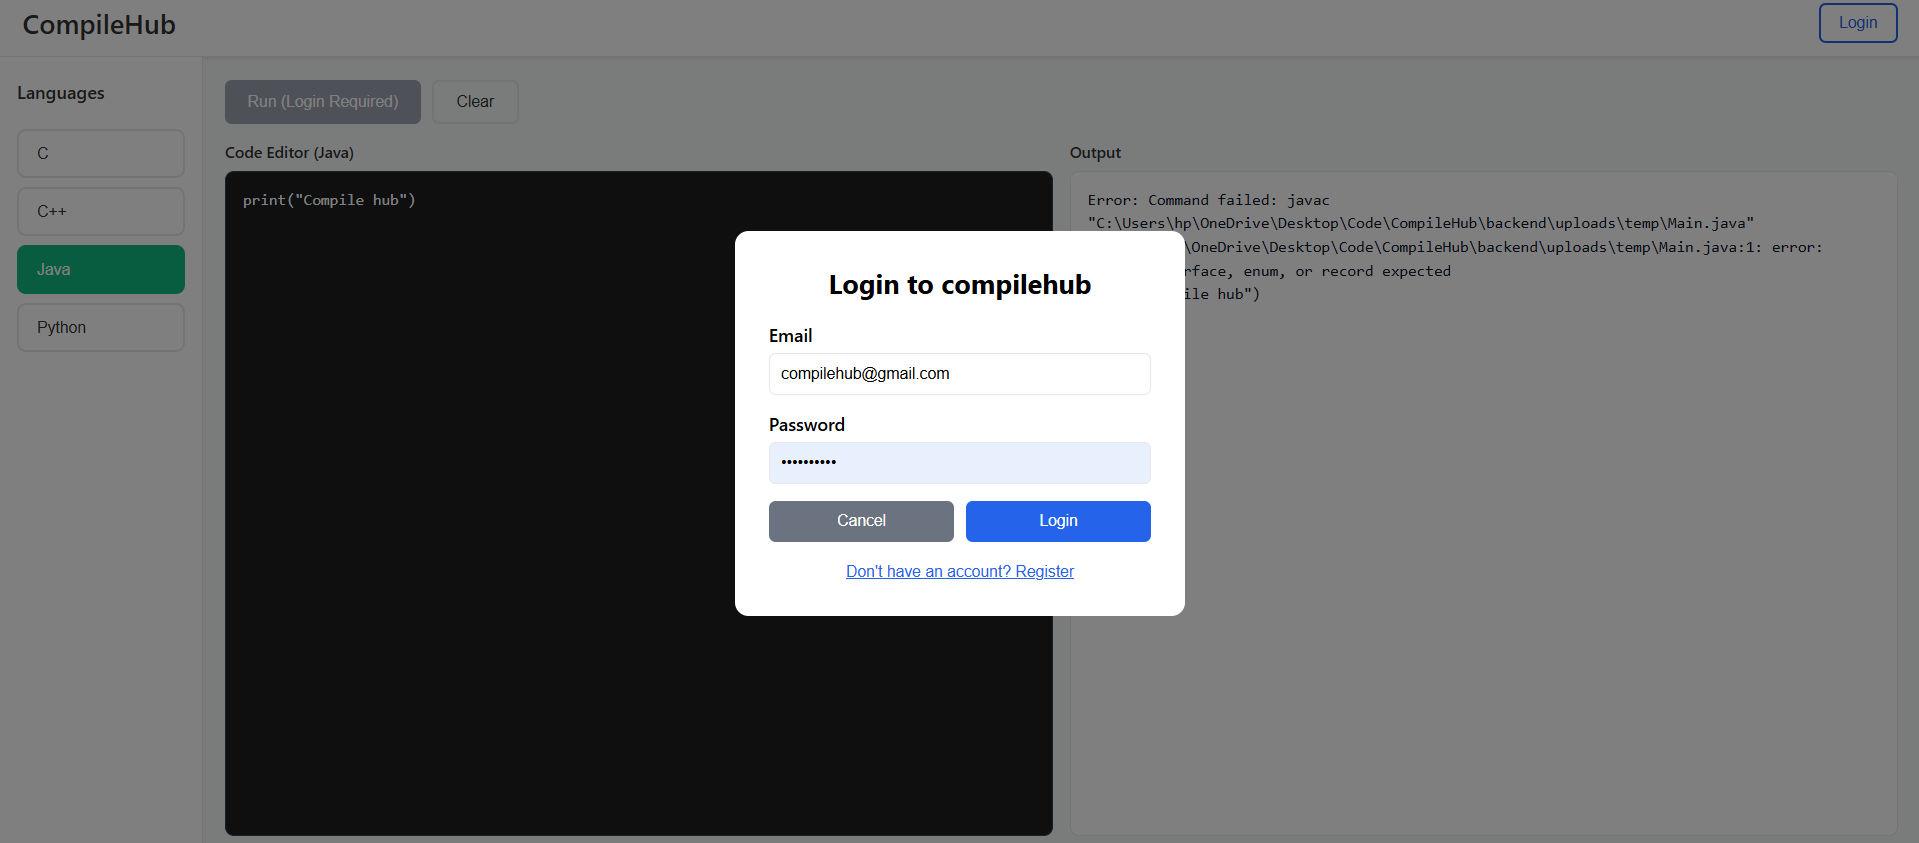 CompileHub
Login
Languages
C
C++
Java
Python
Run (Login Required)
Clear
Code Editor (Java)
print("Compile hub")
Output
Error: Command failed: javac
"C:\Users\hp\OneDrive\Desktop\Code\CompileHub\backend\uploads\temp\Main.java"
\OneDrive\Desktop\Code\CompileHub\backend\uploads\temp\Main.java:1: error:
rface, enum, or record expected
ile hub")
Login to compilehub
Email
compilehub@gmail.com
Password
••••••••••
Cancel
Login
Don't have an account? Register